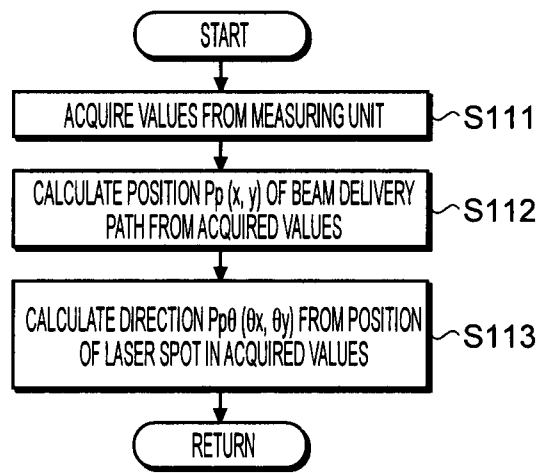 START
ACQUIRE VALUES FROM MEASURING UNIT
S111
CALCULATE POSITION Pp (x, y) OF BEAM DELIVERY
PATH FROM ACQUIRED VALUES
S112
CALCULATE DIRECTION Ppθ (θx, θy) FROM POSITION
OF LASER SPOT IN ACQUIRED VALUES
S113
RETURN